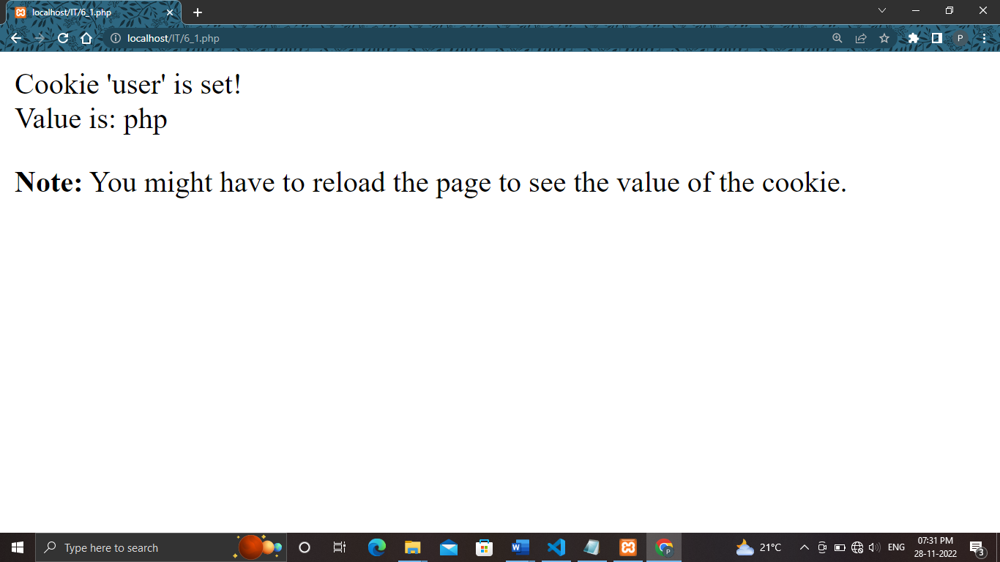 localhost/IT/6_1.php
localhost/IT/6_1.php
P
Cookie 'user' is set!
Value is: php
Note: You might have to reload the page to see the value of the cookie.
Type here to search
21°C
ENG
07:31 PM
28-11-2022
3